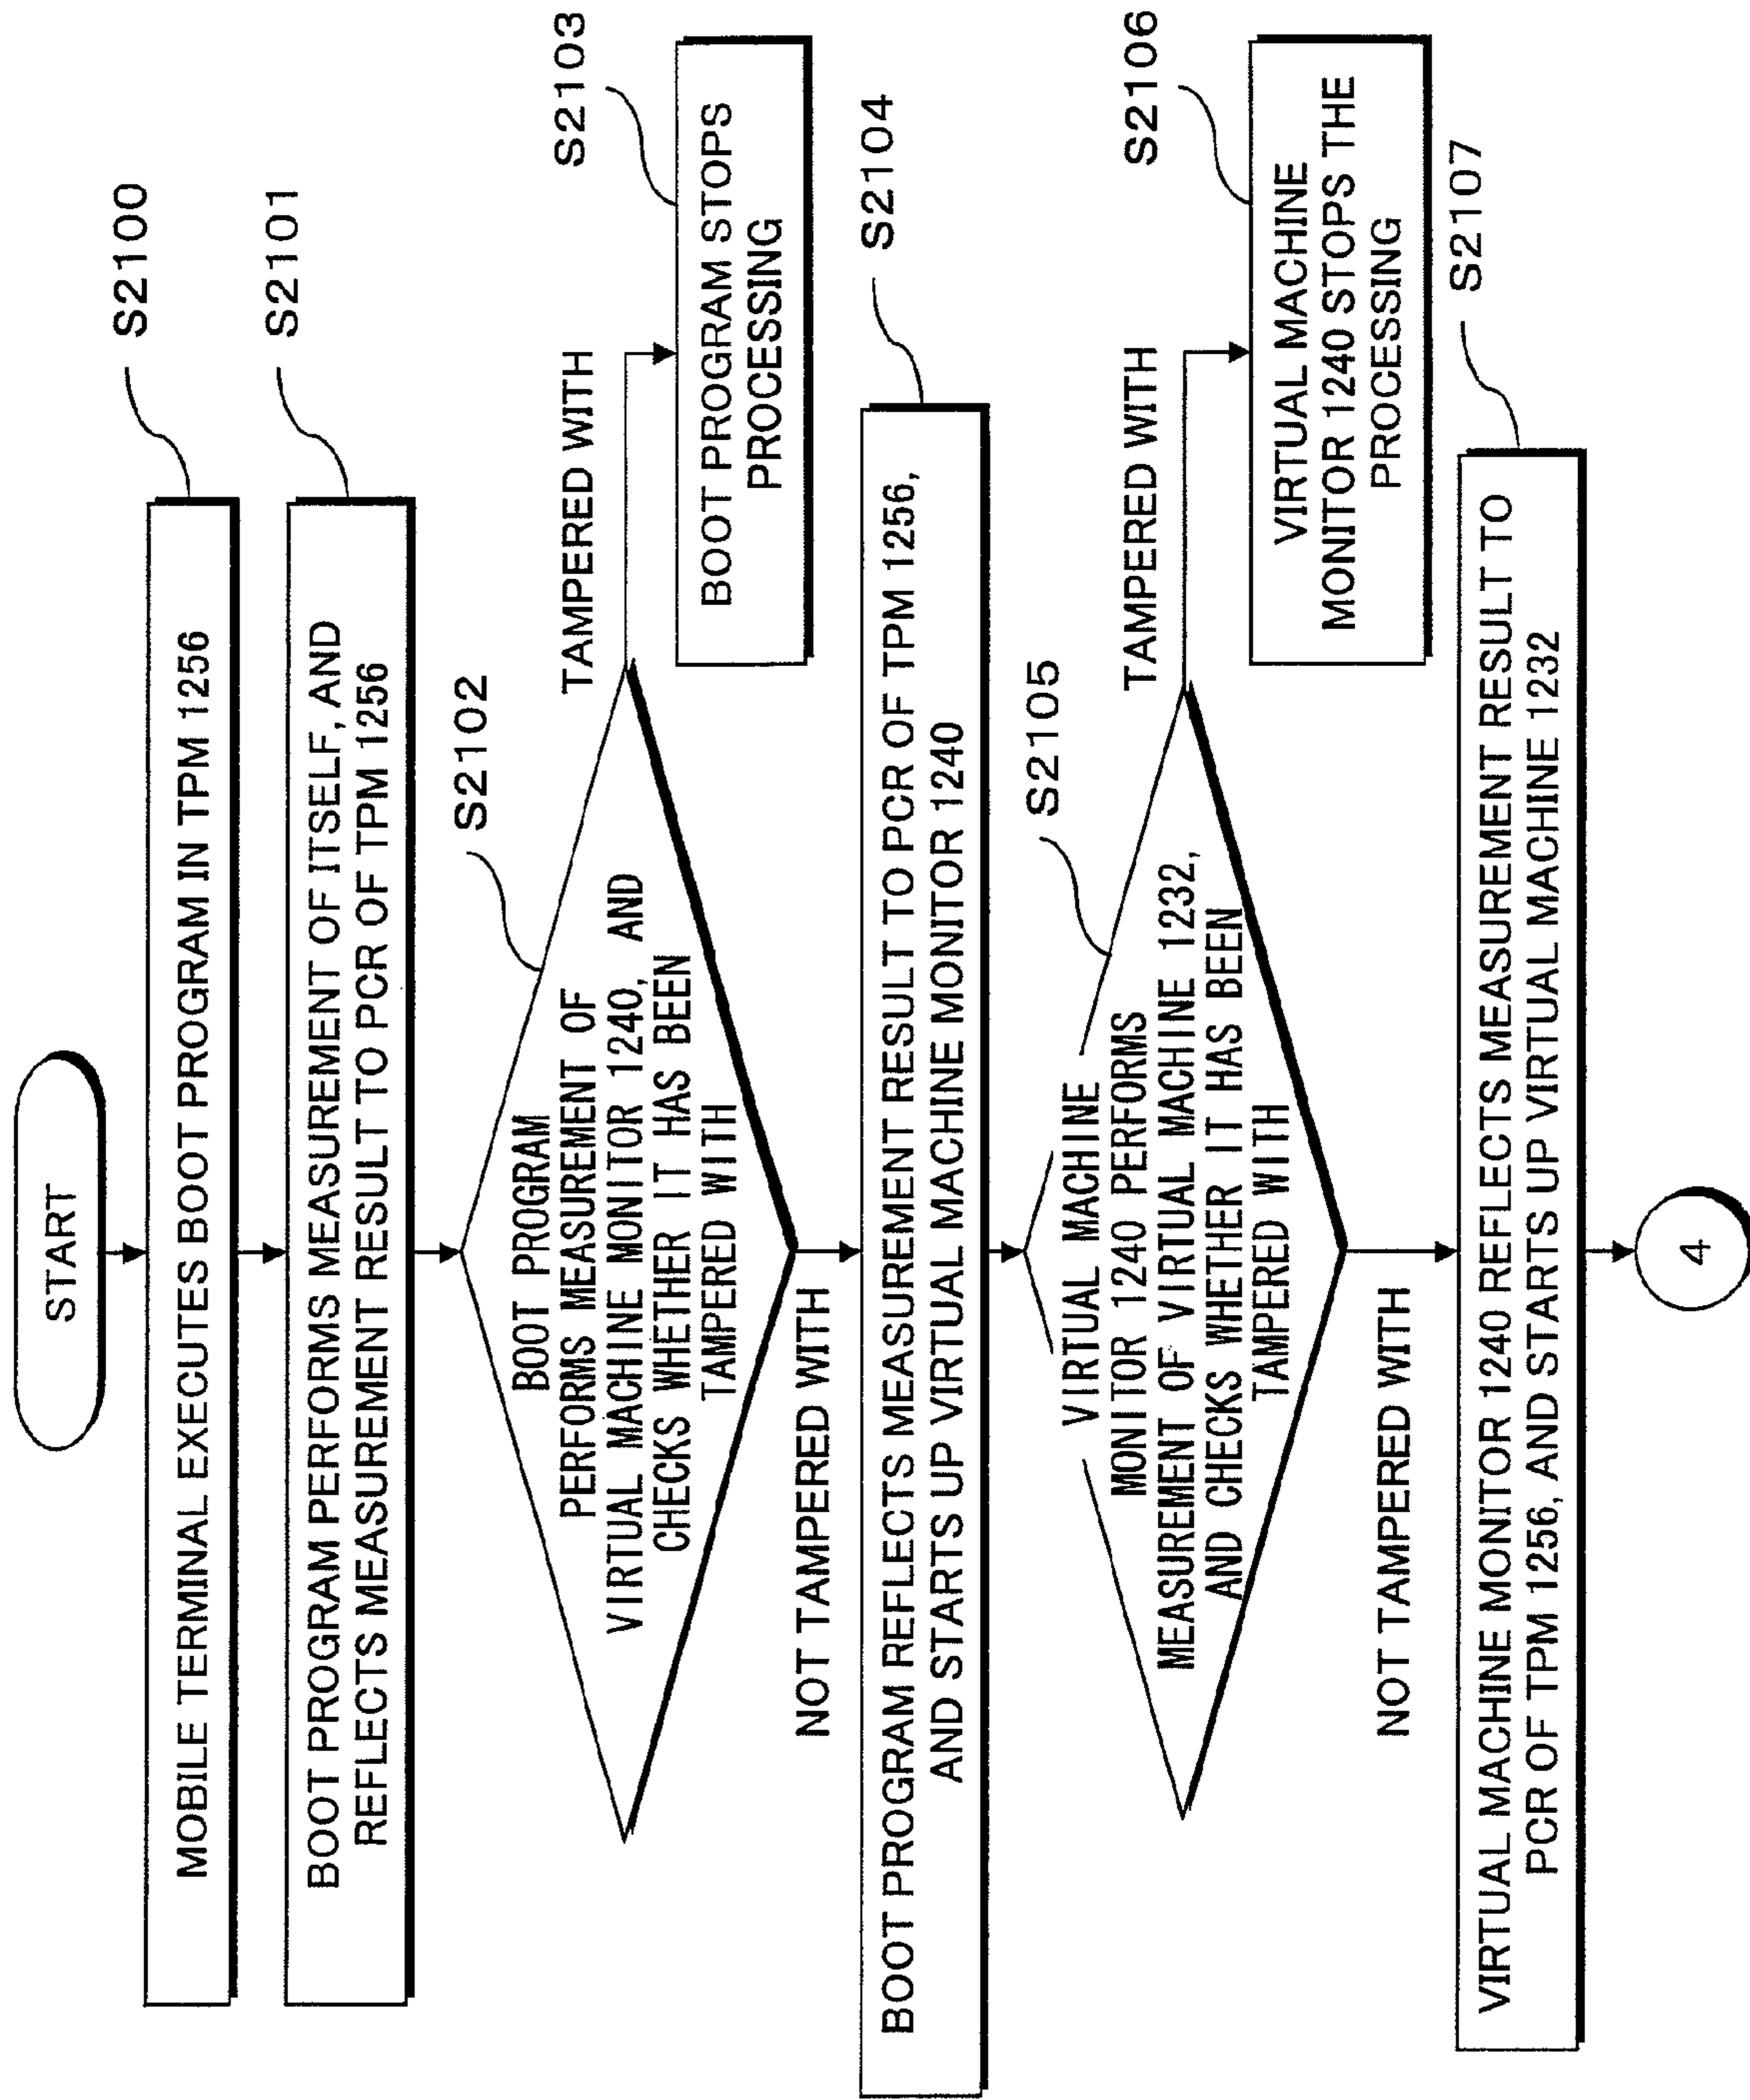 START
S2100
MOBILE TERMINAL EXECUTES BOOT PROGRAM IN TPM 1256
S2101
BOOT PROGRAM PERFORMS MEASUREMENT OF ITSELF, AND
REFLECTS MEASUREMENT RESULT TO PCR OF TPM 1256
S2102
BOOT PROGRAM
PERFORMS MEASUREMENT OF
VIRTUAL MACHINE MONITOR 1240, AND
CHECKS WHETHER IT HAS BEEN
TAMPERED WITH
TAMPERED WITH
S2103
BOOT PROGRAM STOPS
PROCESSING
NOT TAMPERED WITH
S2104
BOOT PROGRAM REFLECTS MEASUREMENT RESULT TO PCR OF TPM 1256,
AND STARTS UP VIRTUAL MACHINE MONITOR 1240
S2105
VIRTUAL MACHINE
MONITOR 1240 PERFORMS
MEASUREMENT OF VIRTUAL MACHINE 1232,
AND CHECKS WHETHER IT HAS BEEN
TAMPERED WITH
TAMPERED WITH
S2106
VIRTUAL MACHINE
MONITOR 1240 STOPS THE
PROCESSING
NOT TAMPERED WITH
S2107
VIRTUAL MACHINE MONITOR 1240 REFLECTS MEASUREMENT RESULT TO
PCR OF TPM 1256, AND STARTS UP VIRTUAL MACHINE 1232
4